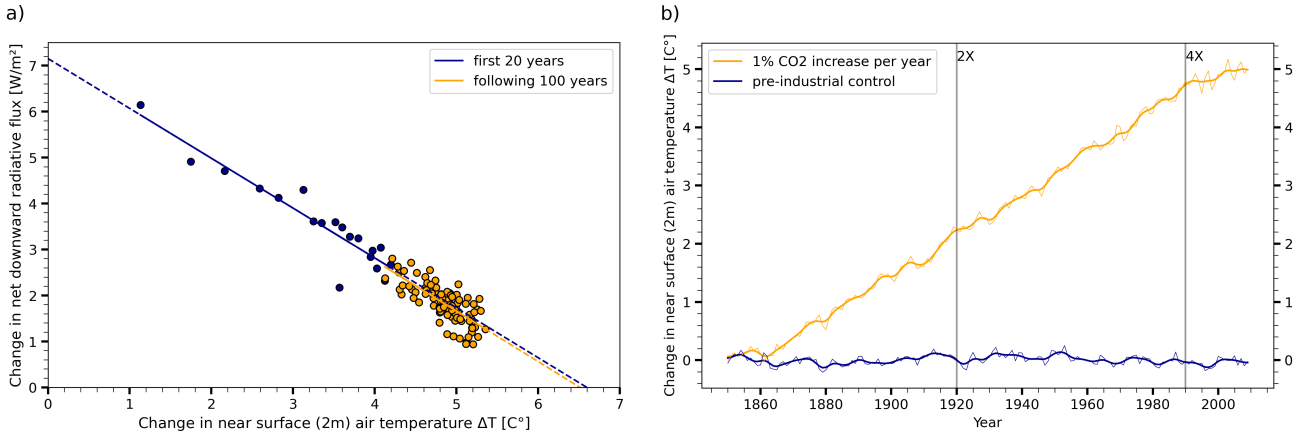 a)
Change in net downward radiative flux [W/m²]
7
6
5
4
3
2
1
0
first 20 years
following 100 years
0 1 2 3 4 5 6 7
Change in near surface (2m) air temperature ΔT [C°]
b)
Change in near surface (2m) air temperature ΔT [C°]
5
4
3
2
1
0
1% CO2 increase per year
pre-industrial control
2X
4X
5
4
3
2
1
0
1860 1880 1900 1920 1940 1960 1980 2000
Year